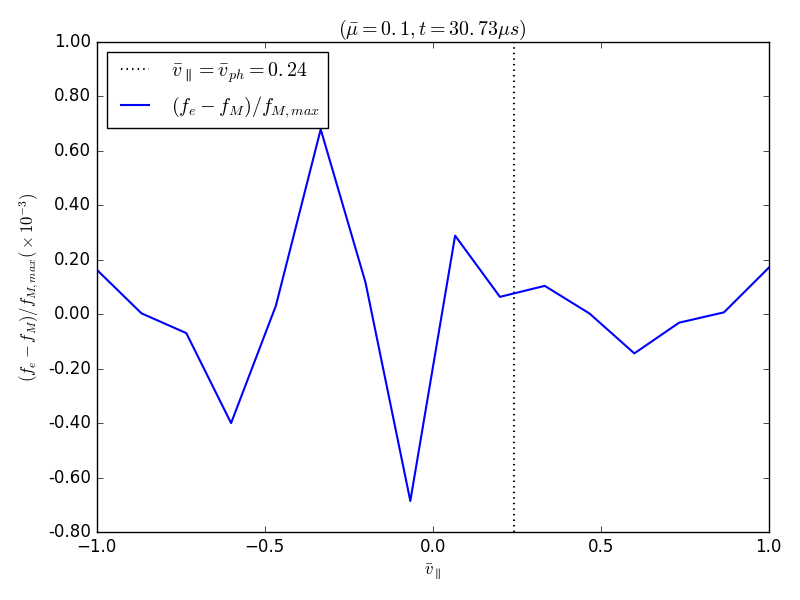 (μ̄ = 0.1, t = 30.73μs)
v̄∥ = v̄ph = 0.24
(fe − fM)/fM,max
(fe − fM)/fM,max(×10⁻³)
1.00
0.80
0.60
0.40
0.20
0.00
-0.20
-0.40
-0.60
-0.80
−1.0 −0.5 0.0 0.5 1.0
v̄∥